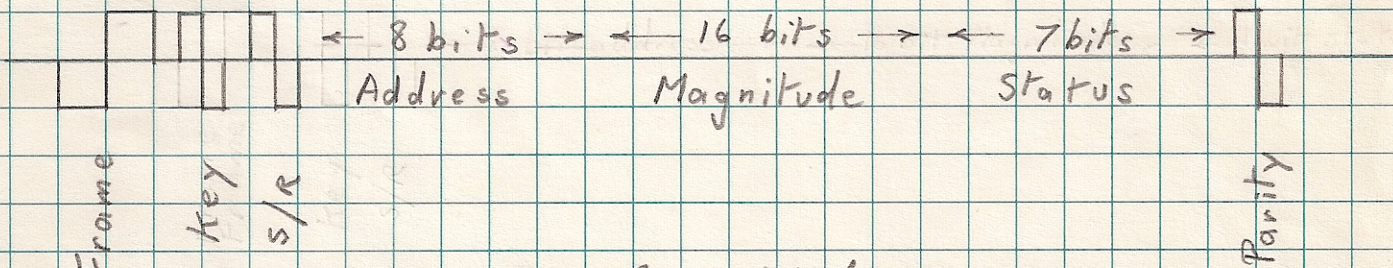 8 bits 16 bits 7 bits
Address Magnitude Status
Frame Key S/R Parity